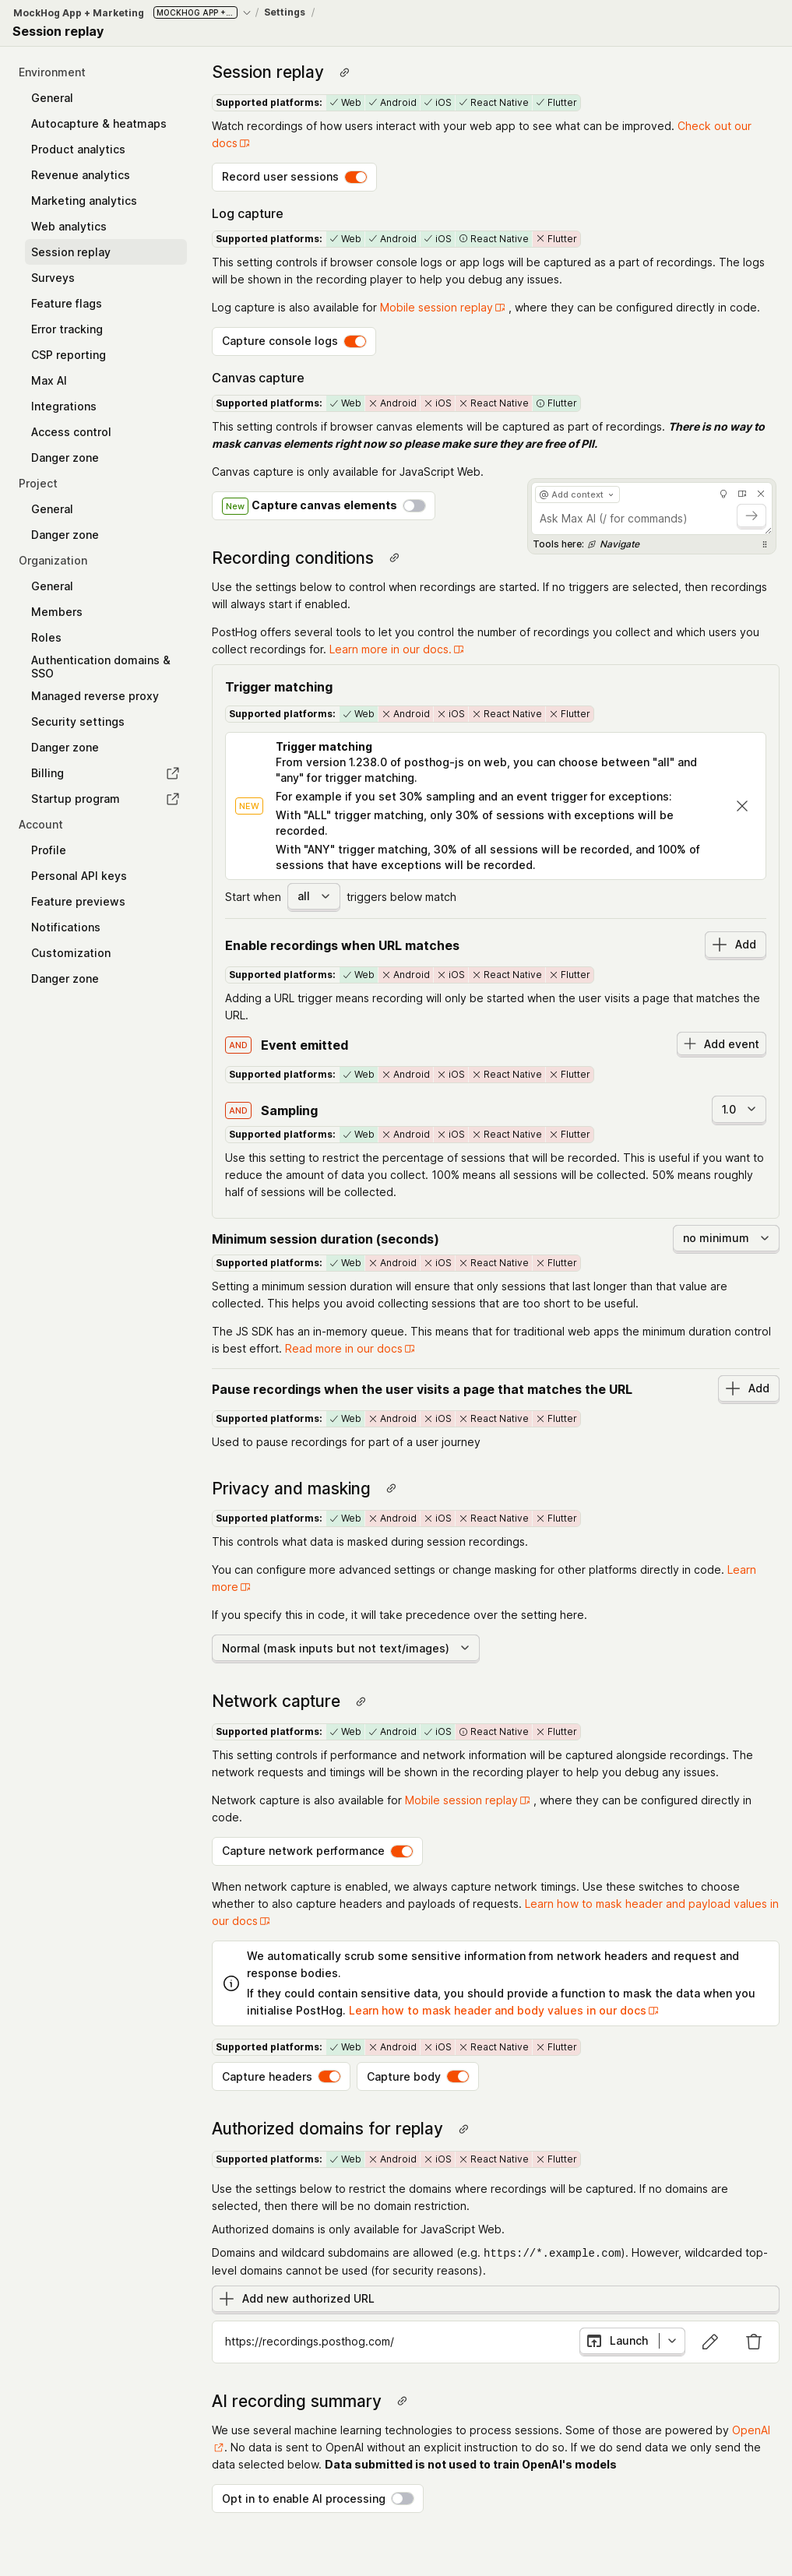 MockHog App + Marketing MOCKHOG APP +... / Settings /
Session replay
Environment
General
Autocapture & heatmaps
Product analytics
Revenue analytics
Marketing analytics
Web analytics
Session replay
Surveys
Feature flags
Error tracking
CSP reporting
Max AI
Integrations
Access control
Danger zone
Project
General
Danger zone
Organization
General
Members
Roles
Authentication domains &
SSO
Managed reverse proxy
Security settings
Danger zone
Billing
Startup program
Account
Profile
Personal API keys
Feature previews
Notifications
Customization
Danger zone
Session replay
Supported platforms: Web Android iOS React Native Flutter
Watch recordings of how users interact with your web app to see what can be improved. Check out our
docs
Record user sessions
Log capture
Supported platforms: Web Android iOS React Native Flutter
This setting controls if browser console logs or app logs will be captured as a part of recordings. The logs
will be shown in the recording player to help you debug any issues.
Log capture is also available for Mobile session replay , where they can be configured directly in code.
Capture console logs
Canvas capture
Supported platforms: Web Android iOS React Native Flutter
This setting controls if browser canvas elements will be captured as part of recordings. There is no way to
mask canvas elements right now so please make sure they are free of PII.
Canvas capture is only available for JavaScript Web.
New Capture canvas elements
@ Add context
Ask Max AI (/ for commands)
Tools here: Navigate
Recording conditions
Use the settings below to control when recordings are started. If no triggers are selected, then recordings
will always start if enabled.
PostHog offers several tools to let you control the number of recordings you collect and which users you
collect recordings for. Learn more in our docs.
Trigger matching
Supported platforms: Web Android iOS React Native Flutter
NEW
Trigger matching
From version 1.238.0 of posthog-js on web, you can choose between "all" and
"any" for trigger matching.
For example if you set 30% sampling and an event trigger for exceptions:
With "ALL" trigger matching, only 30% of sessions with exceptions will be
recorded.
With "ANY" trigger matching, 30% of all sessions will be recorded, and 100% of
sessions that have exceptions will be recorded.
Start when all triggers below match
Enable recordings when URL matches Add
Supported platforms: Web Android iOS React Native Flutter
Adding a URL trigger means recording will only be started when the user visits a page that matches the
URL.
AND Event emitted Add event
Supported platforms: Web Android iOS React Native Flutter
AND Sampling 1.0
Supported platforms: Web Android iOS React Native Flutter
Use this setting to restrict the percentage of sessions that will be recorded. This is useful if you want to
reduce the amount of data you collect. 100% means all sessions will be collected. 50% means roughly
half of sessions will be collected.
Minimum session duration (seconds) no minimum
Supported platforms: Web Android iOS React Native Flutter
Setting a minimum session duration will ensure that only sessions that last longer than that value are
collected. This helps you avoid collecting sessions that are too short to be useful.
The JS SDK has an in-memory queue. This means that for traditional web apps the minimum duration control
is best effort. Read more in our docs
Pause recordings when the user visits a page that matches the URL Add
Supported platforms: Web Android iOS React Native Flutter
Used to pause recordings for part of a user journey
Privacy and masking
Supported platforms: Web Android iOS React Native Flutter
This controls what data is masked during session recordings.
You can configure more advanced settings or change masking for other platforms directly in code. Learn
more
If you specify this in code, it will take precedence over the setting here.
Normal (mask inputs but not text/images)
Network capture
Supported platforms: Web Android iOS React Native Flutter
This setting controls if performance and network information will be captured alongside recordings. The
network requests and timings will be shown in the recording player to help you debug any issues.
Network capture is also available for Mobile session replay , where they can be configured directly in
code.
Capture network performance
When network capture is enabled, we always capture network timings. Use these switches to choose
whether to also capture headers and payloads of requests. Learn how to mask header and payload values in
our docs
We automatically scrub some sensitive information from network headers and request and
response bodies.
If they could contain sensitive data, you should provide a function to mask the data when you
initialise PostHog. Learn how to mask header and body values in our docs
Supported platforms: Web Android iOS React Native Flutter
Capture headers Capture body
Authorized domains for replay
Supported platforms: Web Android iOS React Native Flutter
Use the settings below to restrict the domains where recordings will be captured. If no domains are
selected, then there will be no domain restriction.
Authorized domains is only available for JavaScript Web.
Domains and wildcard subdomains are allowed (e.g. https://*.example.com). However, wildcarded top-
level domains cannot be used (for security reasons).
Add new authorized URL
https://recordings.posthog.com/ Launch
AI recording summary
We use several machine learning technologies to process sessions. Some of those are powered by OpenAI
. No data is sent to OpenAI without an explicit instruction to do so. If we do send data we only send the
data selected below. Data submitted is not used to train OpenAI's models
Opt in to enable AI processing